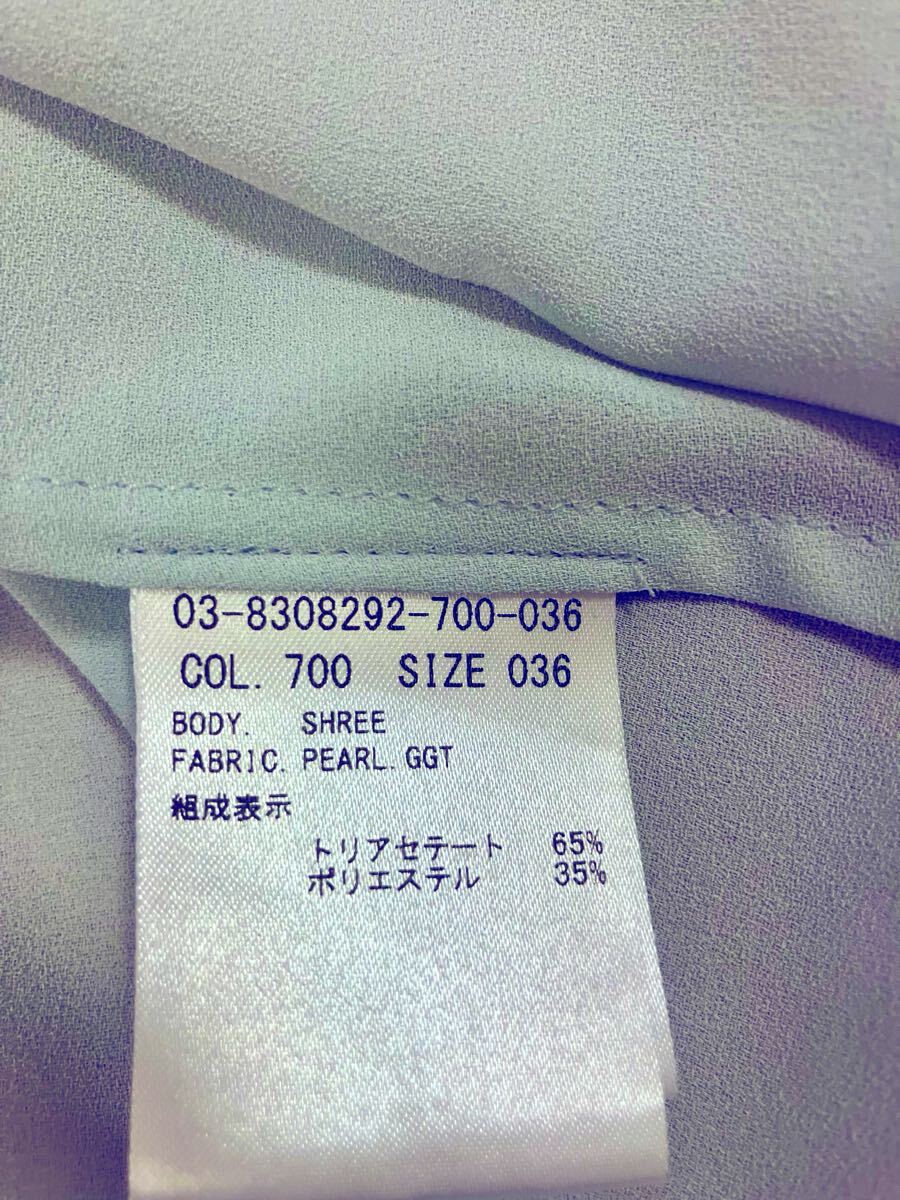 03-8308292-700-036
COL. 700 SIZE 036
BODY. SHREE
FABRIC. PEARL. GGT
組成表示
トリアセテート 65%
ポリエステル 35%